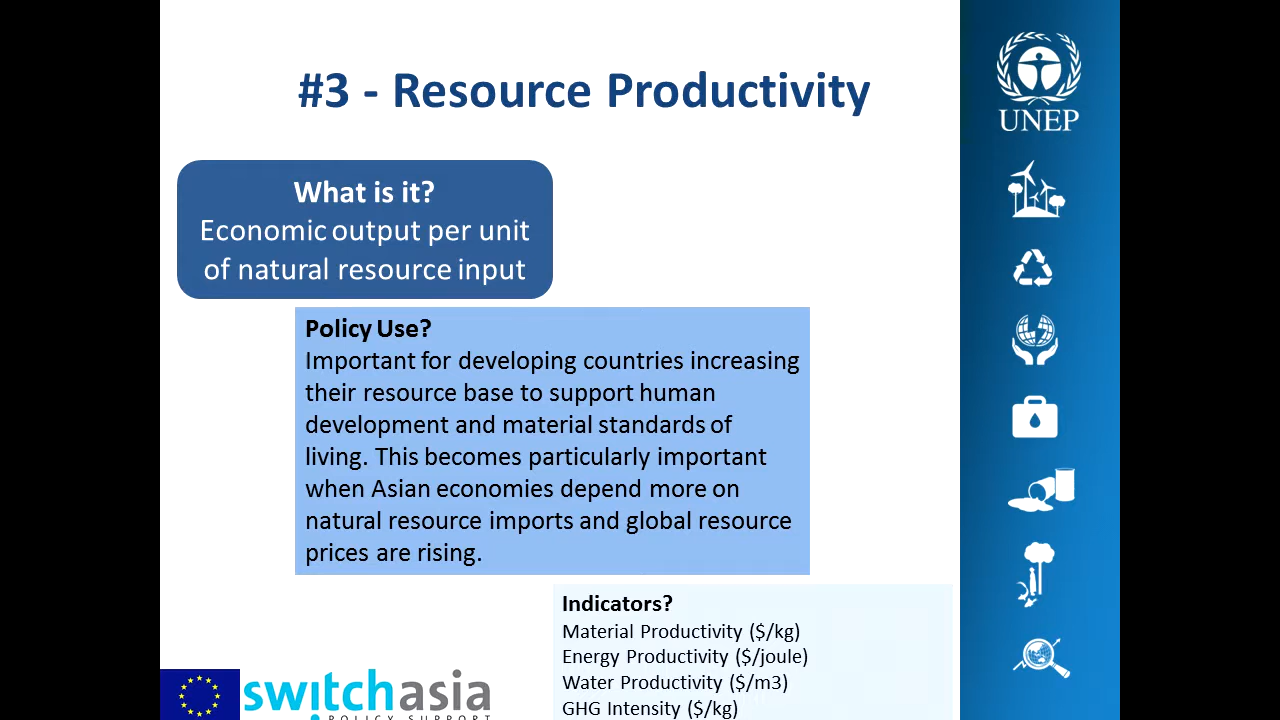 #3 - Resource Productivity
UNEP
What is it?
Economic output per unit
of natural resource input
Policy Use?
Important for developing countries increasing
their resource base to support human
development and material standards of
living. This becomes particularly important
when Asian economies depend more on
natural resource imports and global resource
prices are rising.
Indicators?
Material Productivity ($/kg)
Energy Productivity ($/joule)
Water Productivity ($/m3)
GHG Intensity ($/kg)
switchasia
POLICY SUPPORT